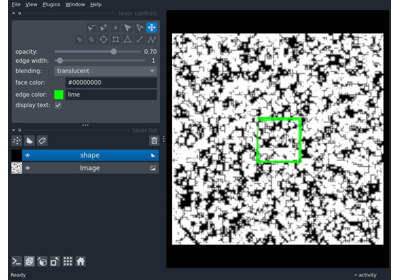 File View Plugins Window Help
layer controls
opacity: 0.70
edge width: 1
blending: translucent
face color: #00000000
edge color: lime
display text:
layer list
shape
Image
Ready
activity